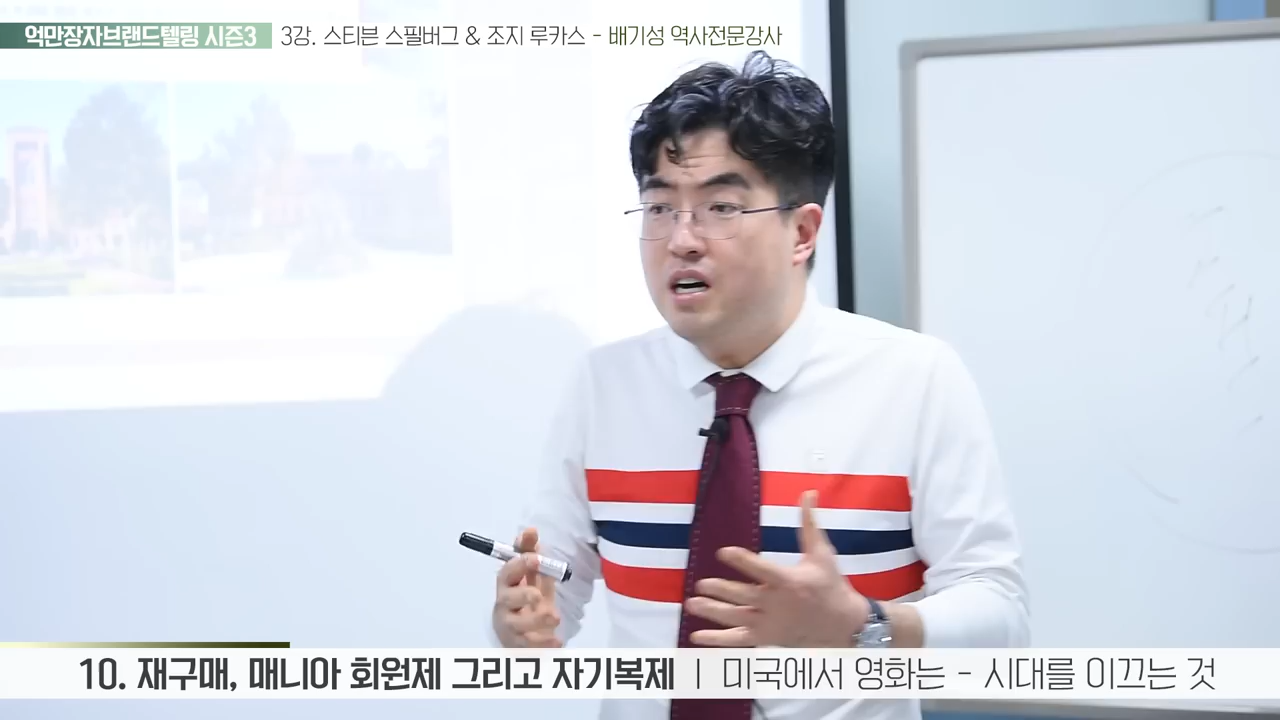 억만장자브랜드텔링 시즌3 3강. 스티븐 스필버그 & 조지 루카스 - 배기성 역사전문강사
10. 재구매, 매니아 회원제 그리고 자기복제 | 미국에서 영화는 - 시대를 이끄는 것